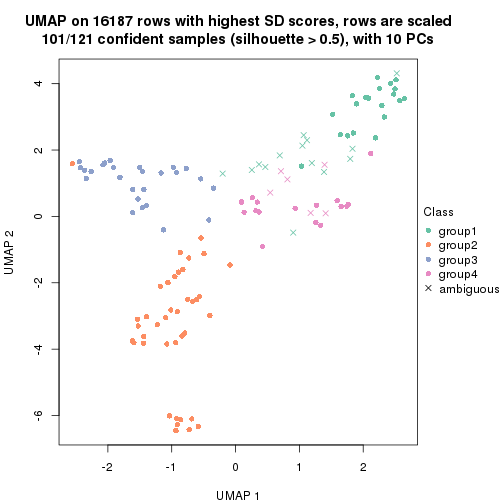 UMAP on 16187 rows with highest SD scores, rows are scaled
101/121 confident samples (silhouette > 0.5), with 10 PCs
4
2
0
-2
-4
-6
UMAP 2
-2
-1
0
1
2
UMAP 1
Class
group1
group2
group3
group4
ambiguous